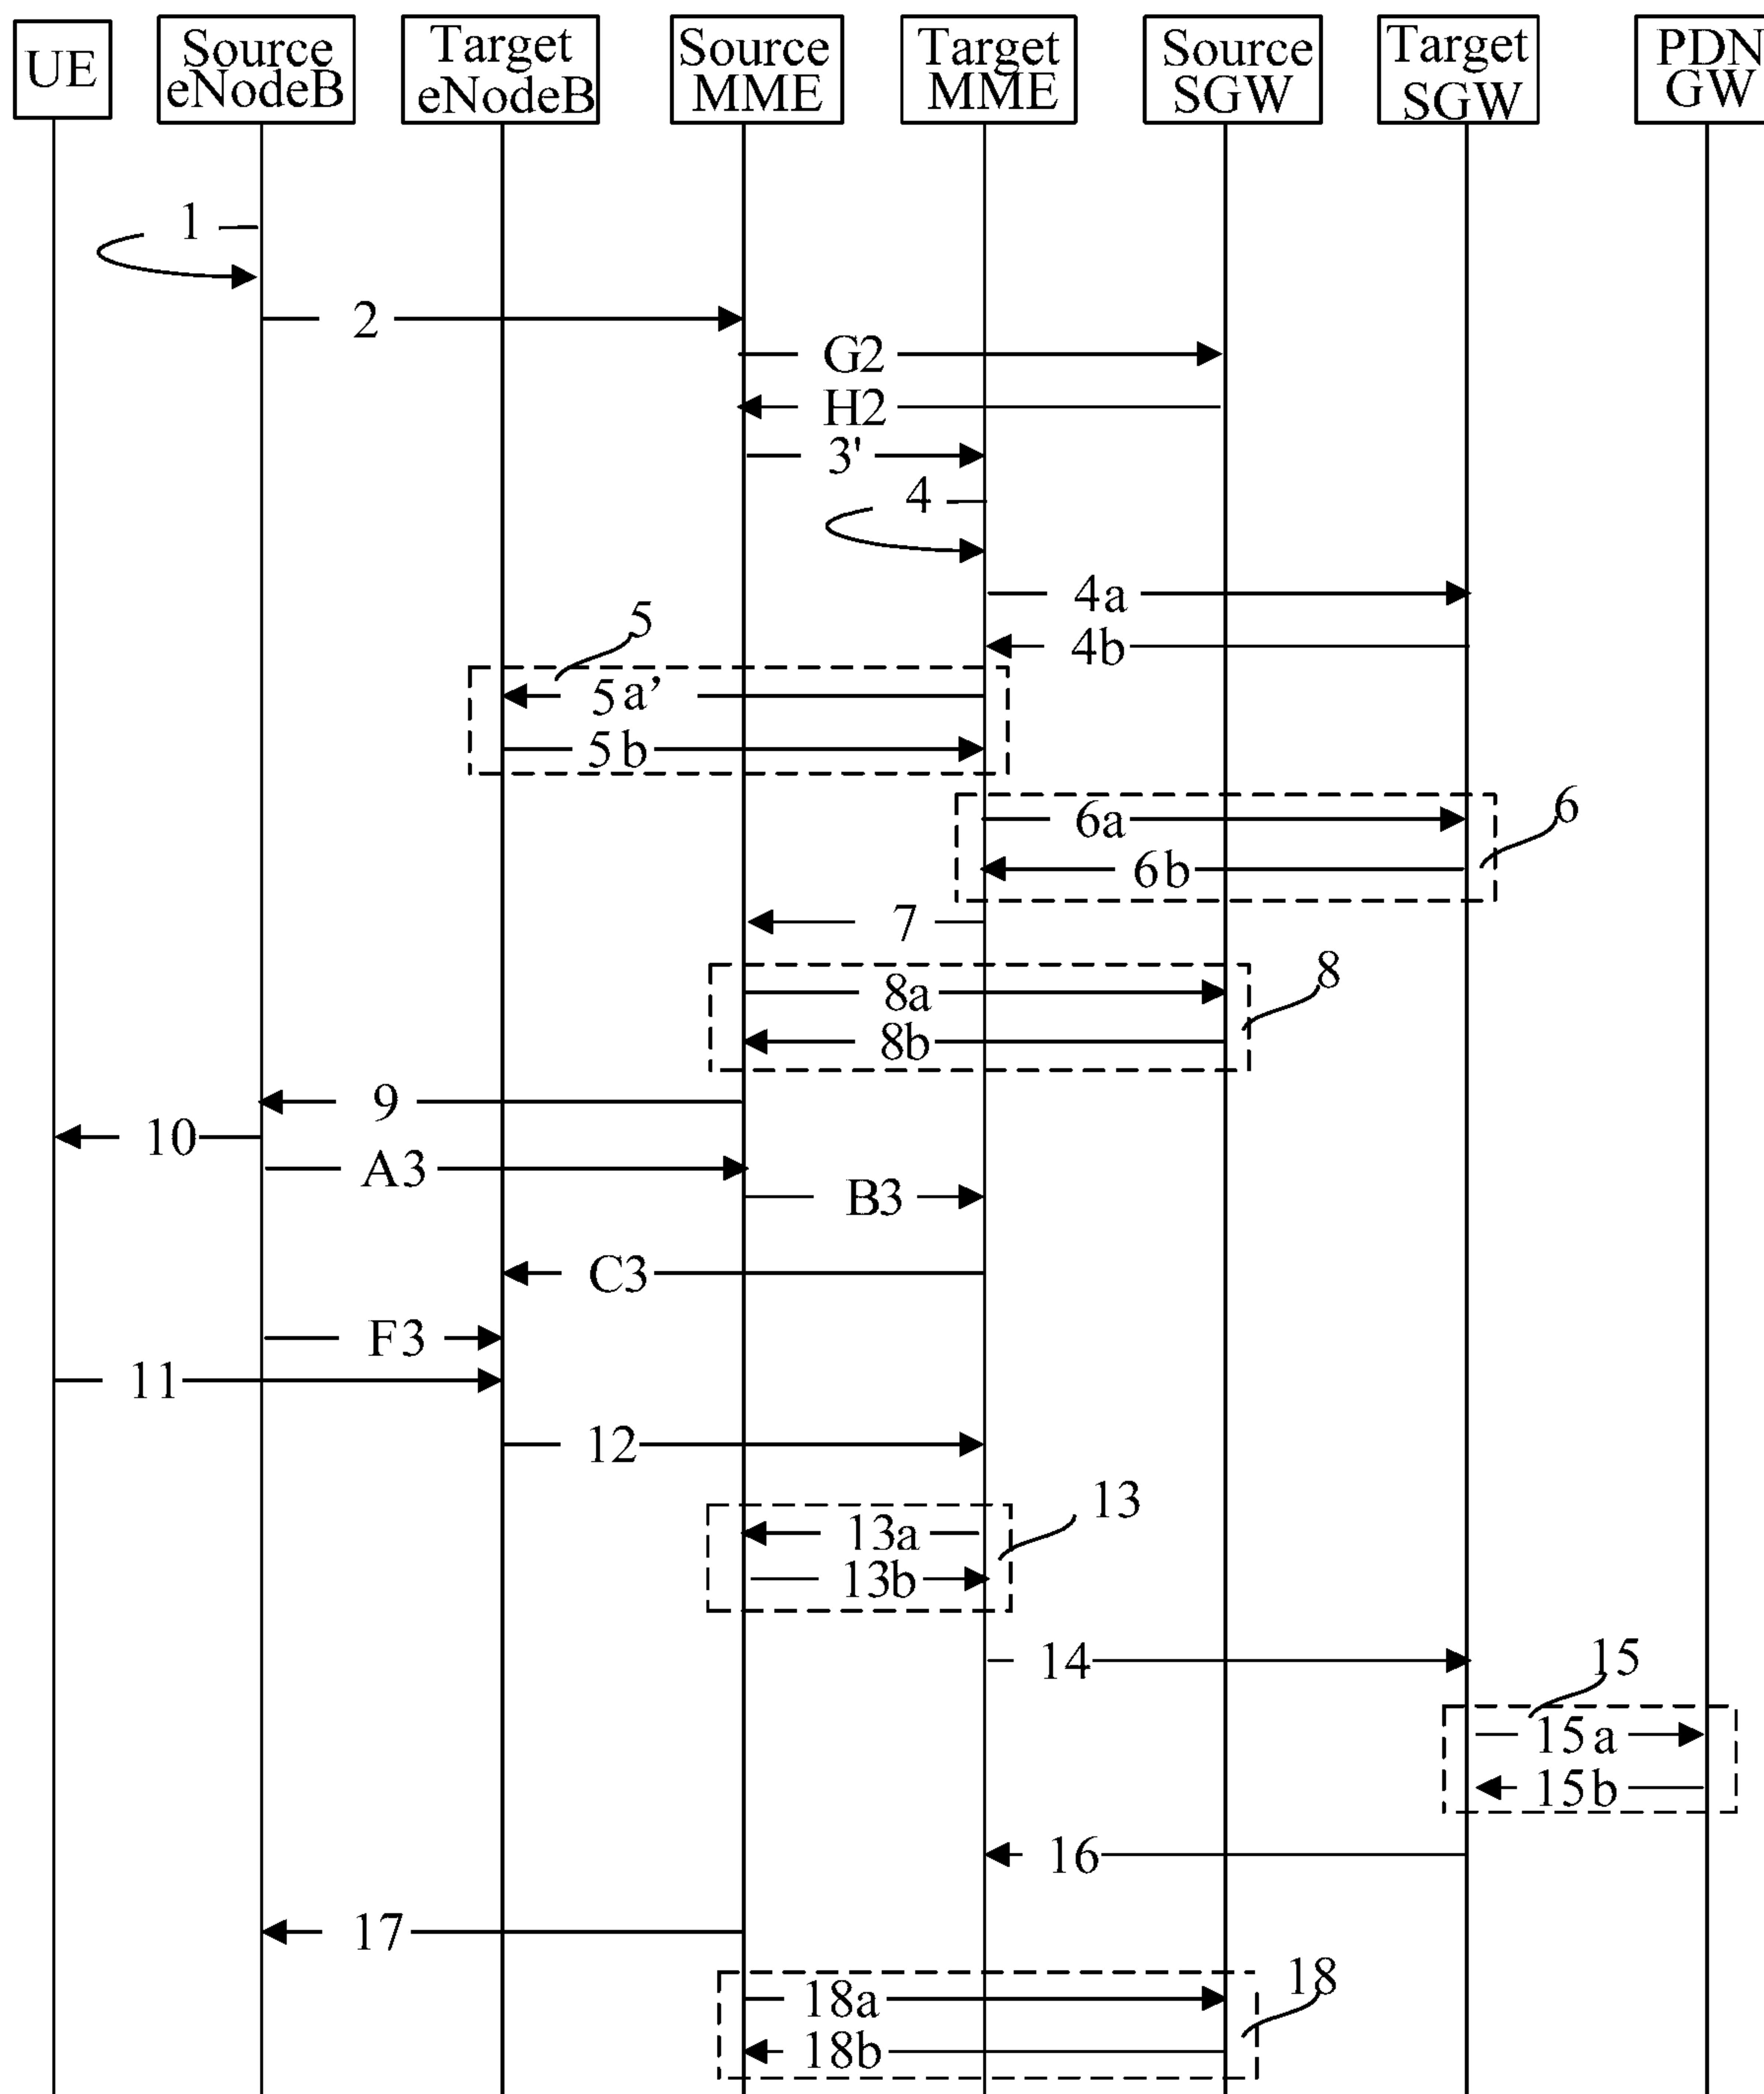 UE
Source
eNodeB
Target
eNodeB
Source
MME
Target
MME
Source
SGW
Target
SGW
PDN
GW
1
2
G2
H2
3'
4
4a
4b
5
5a’
5b
6a
6
6b
7
8
8a
8b
9
10
A3
B3
C3
F3
11
12
13
13a
13b
14
15
15a
15b
16
17
18
18a
18b